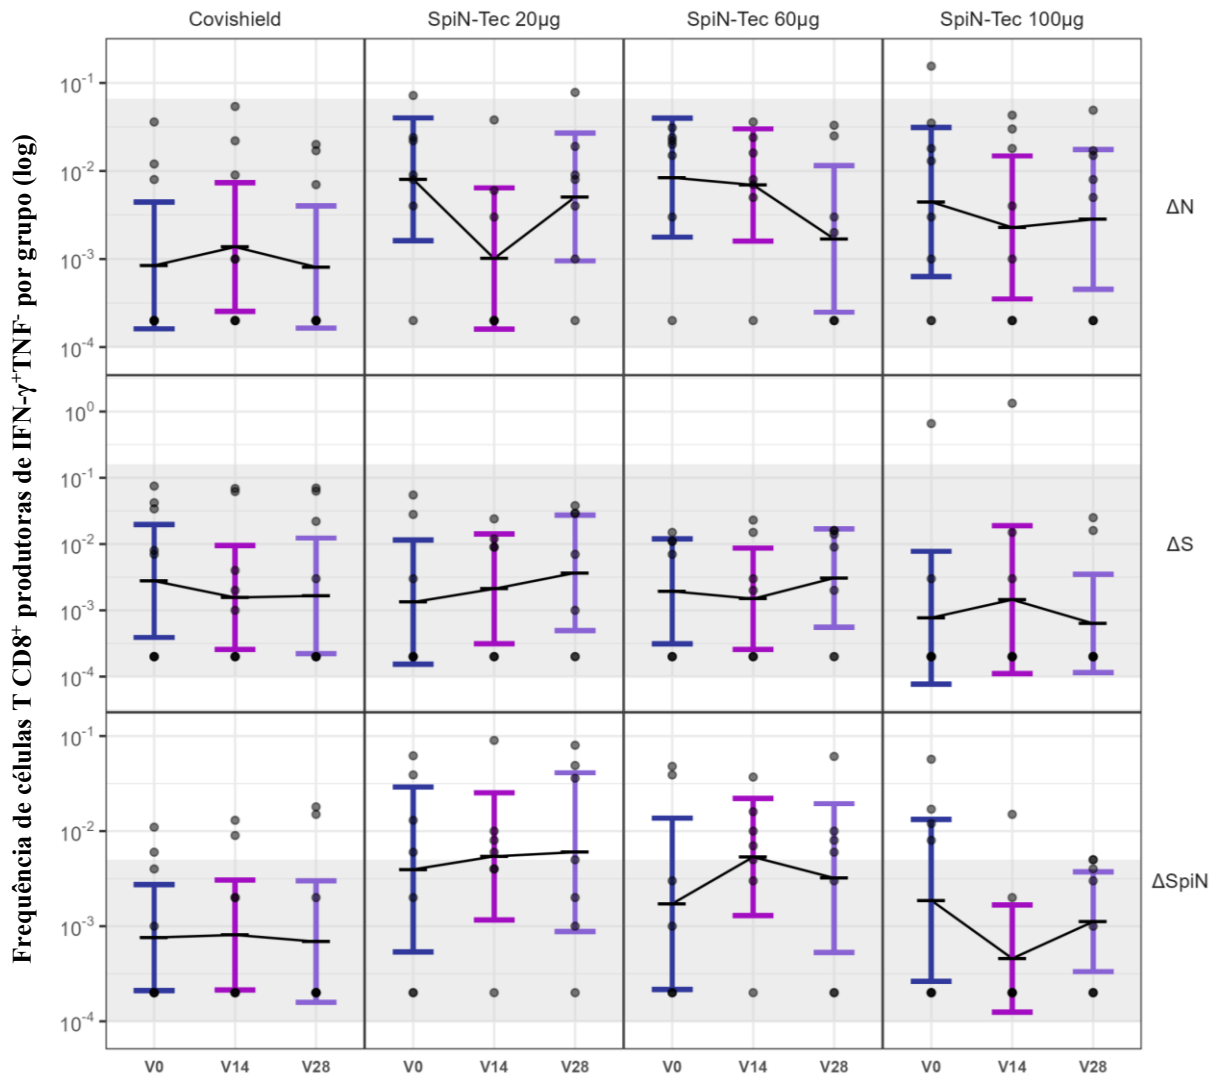 Covishield SpiN-Tec 20µg SpiN-Tec 60µg SpiN-Tec 100µg
Frequência de células T CD8⁺ produtoras de IFN-γ⁺TNF⁻ por grupo (log)
10⁻¹
10⁻²
10⁻³
10⁻⁴
ΔN
10⁰
10⁻¹
10⁻²
10⁻³
10⁻⁴
ΔS
10⁻¹
10⁻²
10⁻³
10⁻⁴
ΔSpiN
V0 V14 V28 V0 V14 V28 V0 V14 V28 V0 V14 V28